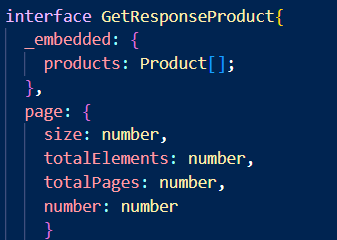 interface GetResponseProduct{
_embedded: {
products: Product[];
},
page: {
size: number,
totalElements: number,
totalPages: number,
number: number
}